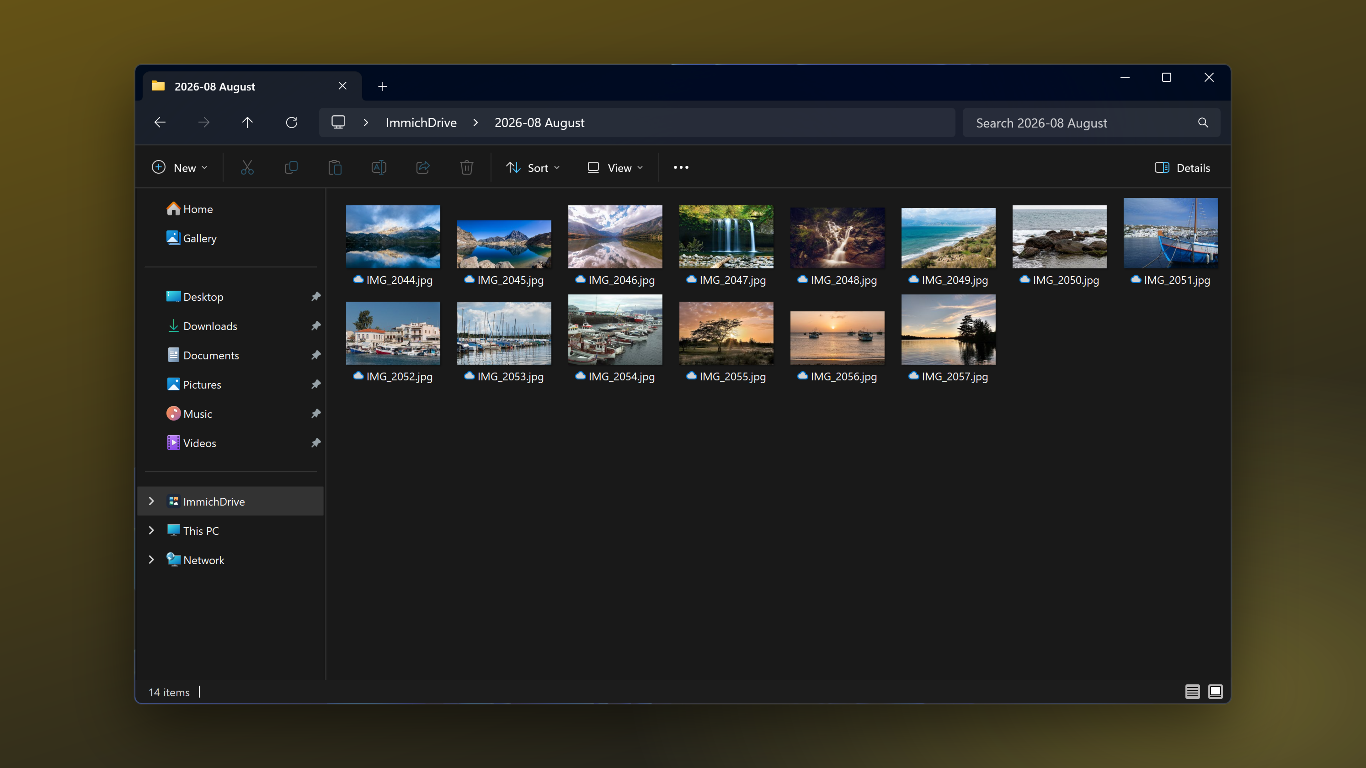 2026-08 August
ImmichDrive
2026-08 August
Search 2026-08 August
New
Sort
View
Details
Home
Gallery
Desktop
Downloads
Documents
Pictures
Music
Videos
ImmichDrive
This PC
Network
IMG_2044.jpg
IMG_2045.jpg
IMG_2046.jpg
IMG_2047.jpg
IMG_2048.jpg
IMG_2049.jpg
IMG_2050.jpg
IMG_2051.jpg
IMG_2052.jpg
IMG_2053.jpg
IMG_2054.jpg
IMG_2055.jpg
IMG_2056.jpg
IMG_2057.jpg
14 items